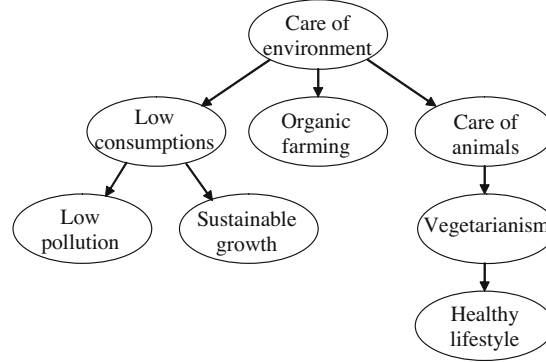 Care of
environment
Low
consumptions
Organic
farming
Care of
animals
Low
pollution
Sustainable
growth
Vegetarianism
Healthy
lifestyle